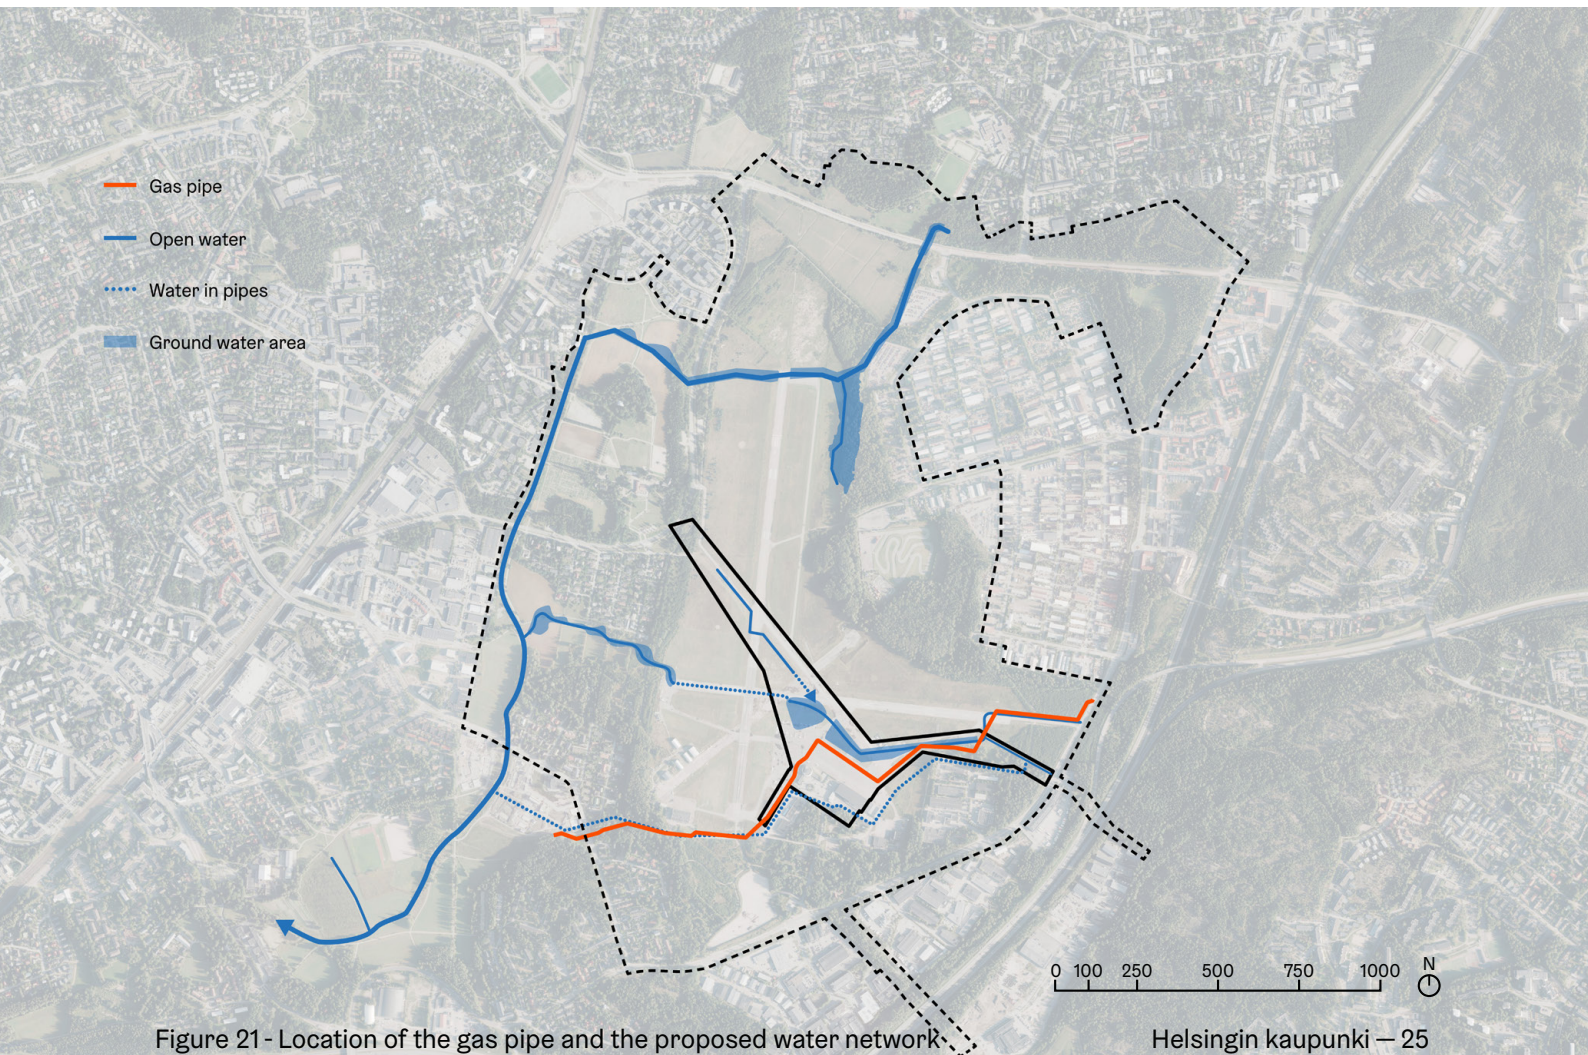 Gas pipe
Open water
Water in pipes
Ground water area
0 100 250 500 750 1000 N
Figure 21 - Location of the gas pipe and the proposed water network
Helsingin kaupunki — 25